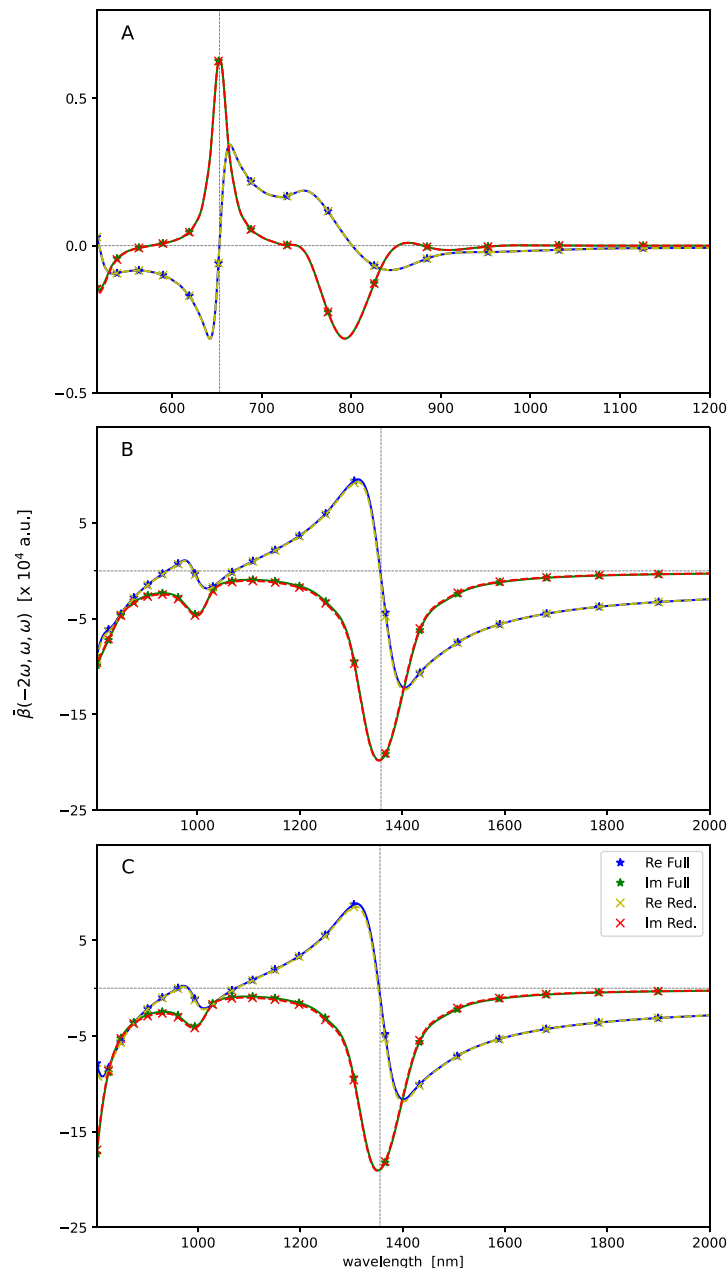 A
0.5
0.0
−0.5
600 700 800 900 1000 1100 1200
B
5
−5
−15
−25
1000 1200 1400 1600 1800 2000
β̄(−2ω, ω, ω) [x 10⁴ a.u.]
C
Re Full
Im Full
Re Red.
Im Red.
5
−5
−15
−25
1000 1200 1400 1600 1800 2000
wavelength [nm]